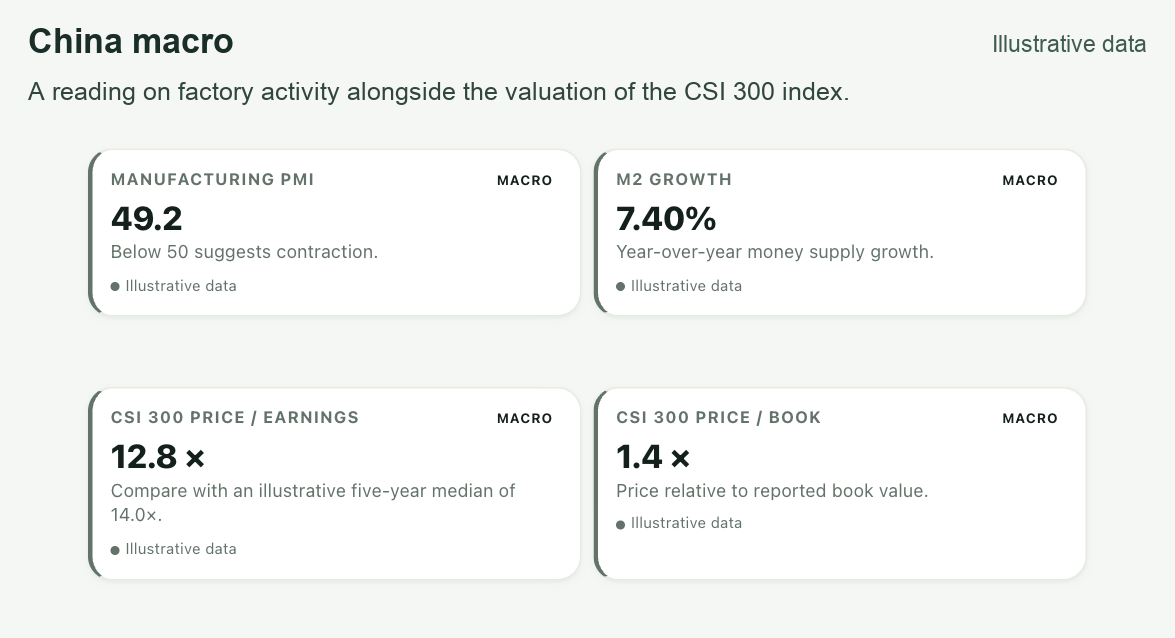 China macro
Illustrative data
A reading on factory activity alongside the valuation of the CSI 300 index.
MANUFACTURING PMI
MACRO
49.2
Below 50 suggests contraction.
Illustrative data
M2 GROWTH
MACRO
7.40%
Year-over-year money supply growth.
Illustrative data
CSI 300 PRICE / EARNINGS
MACRO
12.8 ×
Compare with an illustrative five-year median of
14.0×.
Illustrative data
CSI 300 PRICE / BOOK
MACRO
1.4 ×
Price relative to reported book value.
Illustrative data